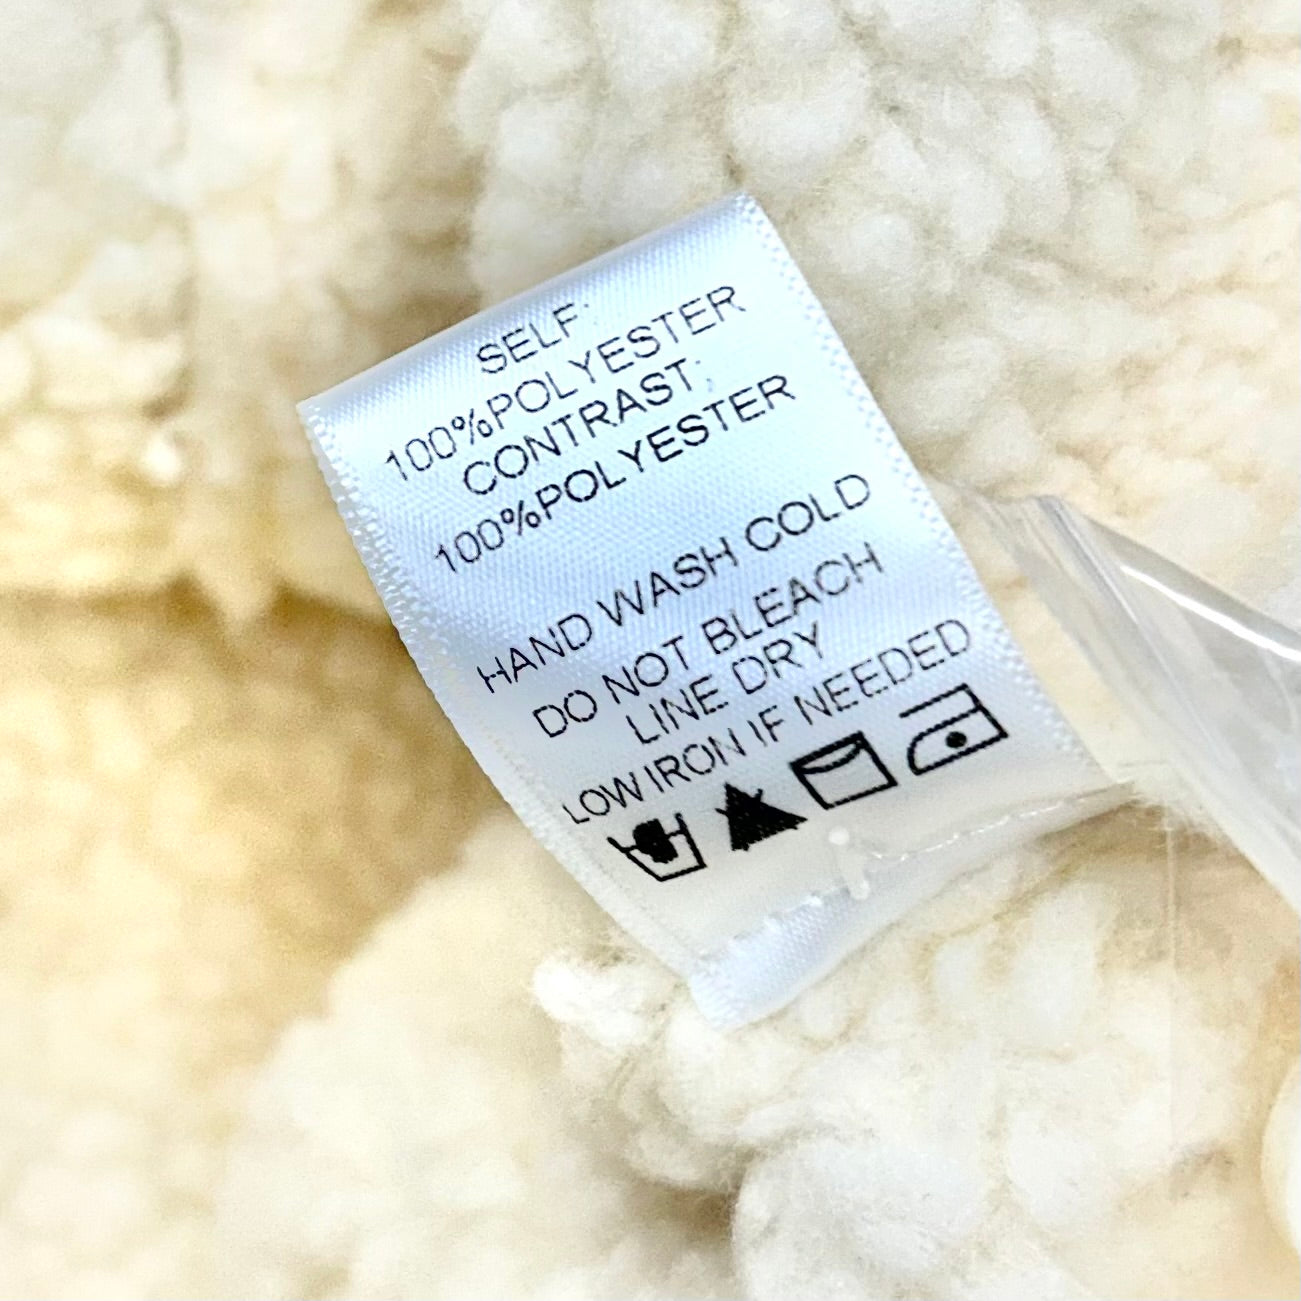 SELF:
100%POLYESTER
CONTRAST:
100%POLYESTER
HAND WASH COLD
DO NOT BLEACH
LINE DRY
LOW IRON IF NEEDED